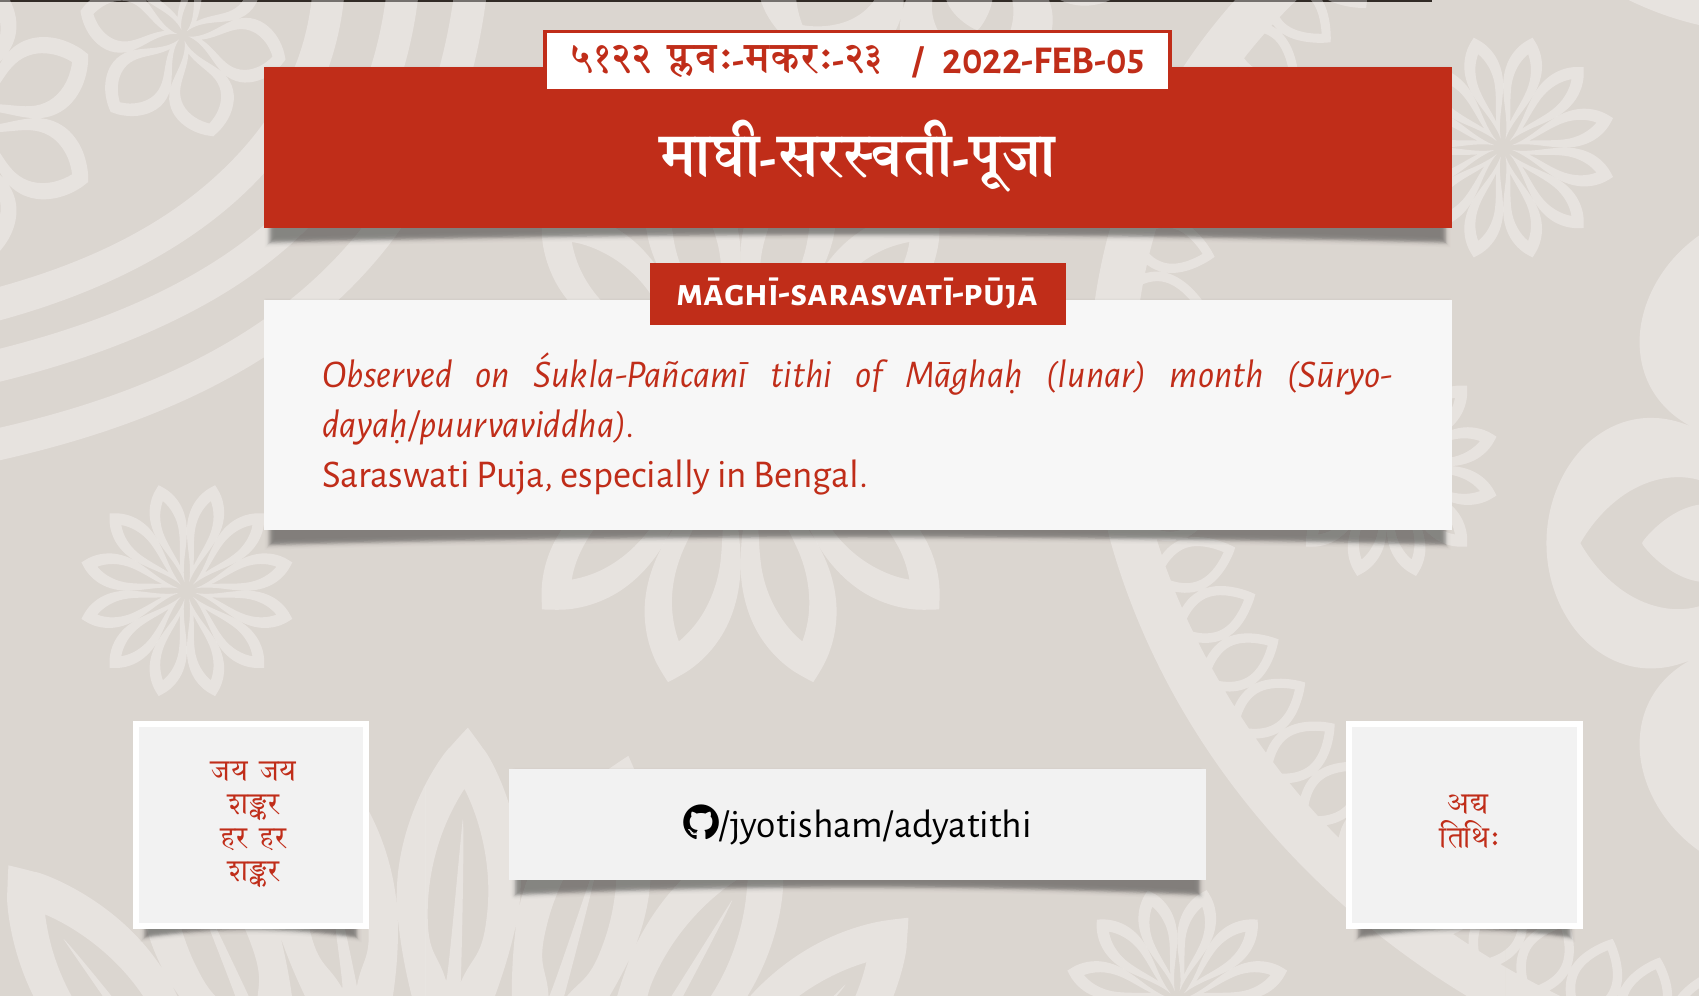 ५१२२ प्लवः-मकरः-२३ / 2022-FEB-05
माघी-सरस्वती-पूजा
MĀGHĪ-SARASVATĪ-PŪJĀ
Observed on Śukla-Pañcamī tithi of Māghaḥ (lunar) month (Sūryo-
dayaḥ/puurvaviddha).
Saraswati Puja, especially in Bengal.
जय जय
शङ्कर
हर हर
शङ्कर
/jyotisham/adyatithi
अद्य
तिथिः